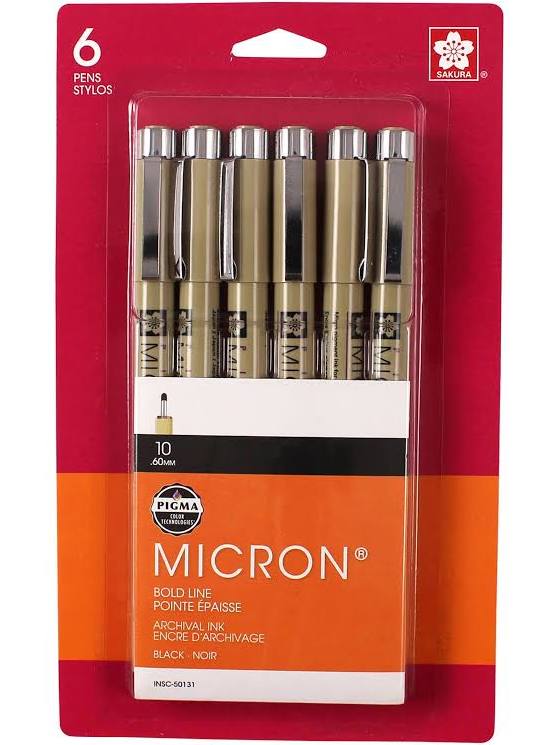 6
PENS
STYLOS
SAKURA ®
MICRON
10
.60MM
PIGMA
COLOR
TECHNOLOGIES
MICRON®
BOLD LINE
POINTE ÉPAISSE
ARCHIVAL INK
ENCRE D'ARCHIVAGE
BLACK - NOIR
INSC-50131